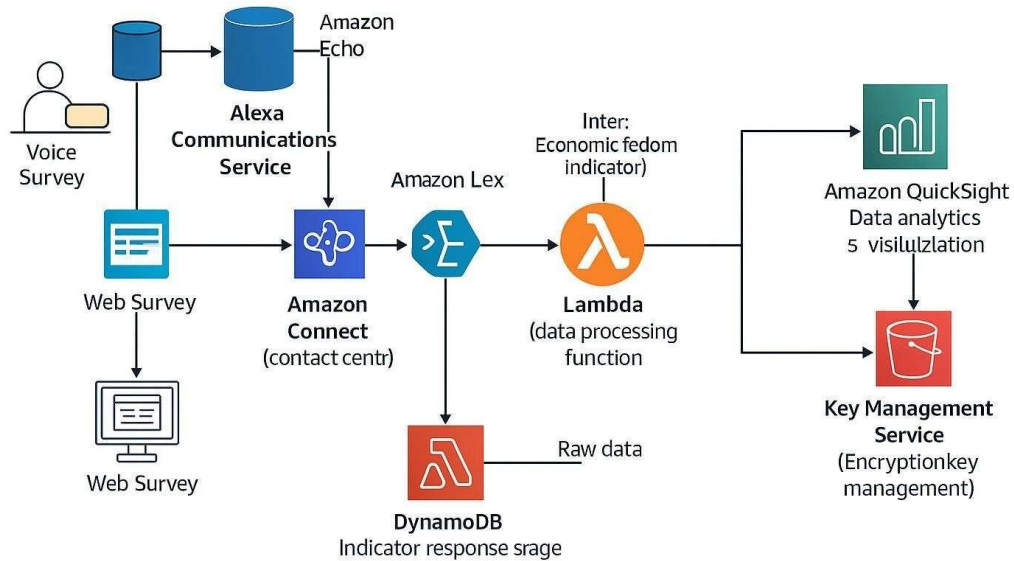 Amazon
Echo
Alexa
Communications
Service
Voice
Survey
Inter:
Economic fedom
indicator)
Amazon Lex
Amazon QuickSight
Data analytics
5 visilulzlation
Web Survey
Amazon
Connect
(contact centr)
Lambda
(data processing
function
Key Management
Service
(Encryptionkey
management)
Web Survey
Raw data
DynamoDB
Indicator response srage